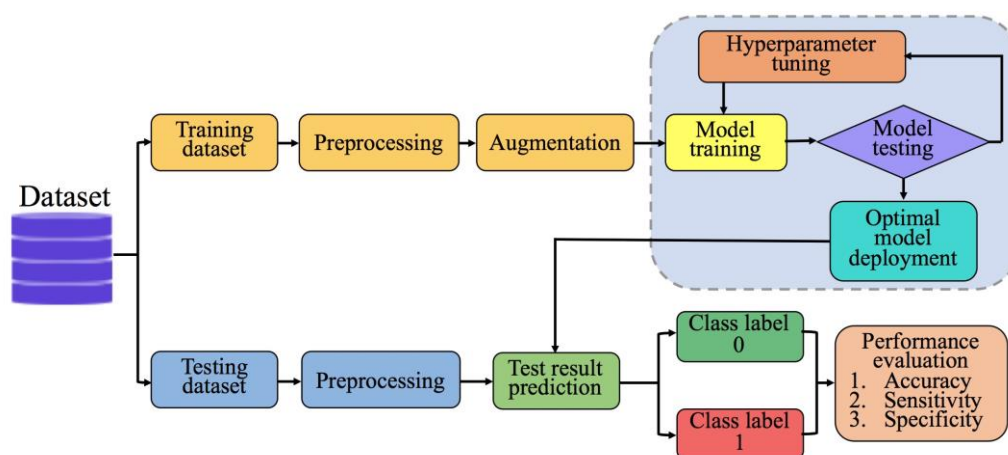 Hyperparameter
tuning
Training
dataset
Preprocessing
Augmentation
Model
training
Model
testing
Dataset
Optimal
model
deployment
Class label
0
Testing
dataset
Preprocessing
Test result
prediction
Class label
1
Performance
evaluation
1. Accuracy
2. Sensitivity
3. Specificity